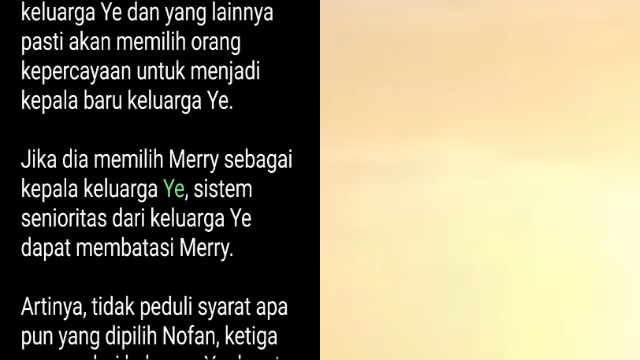 keluarga Ye dan yang lainnya
pasti akan memilih orang
kepercayaan untuk menjadi
kepala baru keluarga Ye.
Jika dia memilih Merry sebagai
kepala keluarga Ye, sistem
senioritas dari keluarga Ye
dapat membatasi Merry.
Artinya, tidak peduli syarat apa
pun yang dipilih Nofan, ketiga